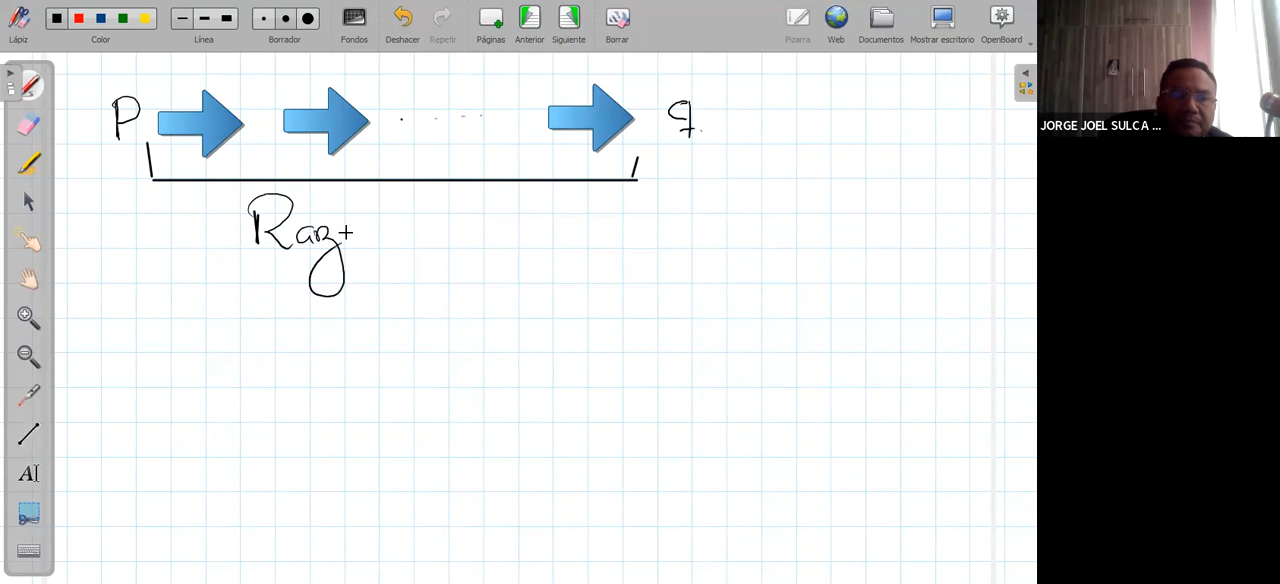 Color
Línea
Lápiz
Borrador
Fondos
Deshacer
Repetir
Páginas
Anterior
Siguiente
Borrar
Pizarra
Web
Documentos
Mostrar escritorio
OpenBoard
JORGE JOEL SULCA ...
P
q
Raz